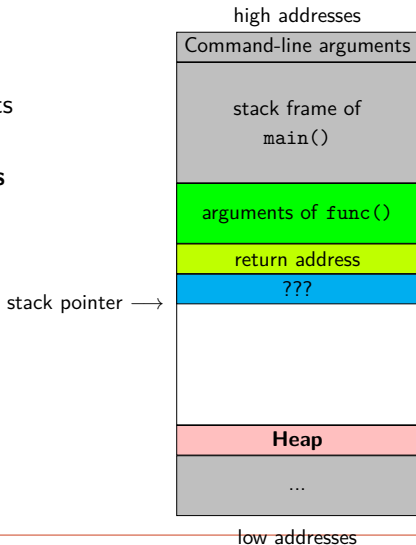 high addresses
Command-line arguments
stack frame of
main()
ts
s
arguments of func()
return address
???
stack pointer ⟶
Heap
...
low addresses